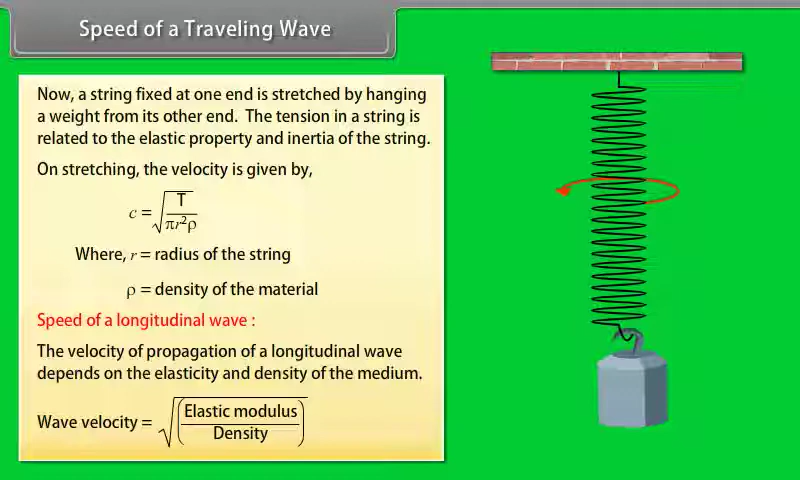 Speed of a Traveling Wave
Now, a string fixed at one end is stretched by hanging
a weight from its other end. The tension in a string is
related to the elastic property and inertia of the string.
On stretching, the velocity is given by,
c = √(T / πr²ρ)
Where, r = radius of the string
ρ = density of the material
Speed of a longitudinal wave :
The velocity of propagation of a longitudinal wave
depends on the elasticity and density of the medium.
Wave velocity = √(Elastic modulus / Density)